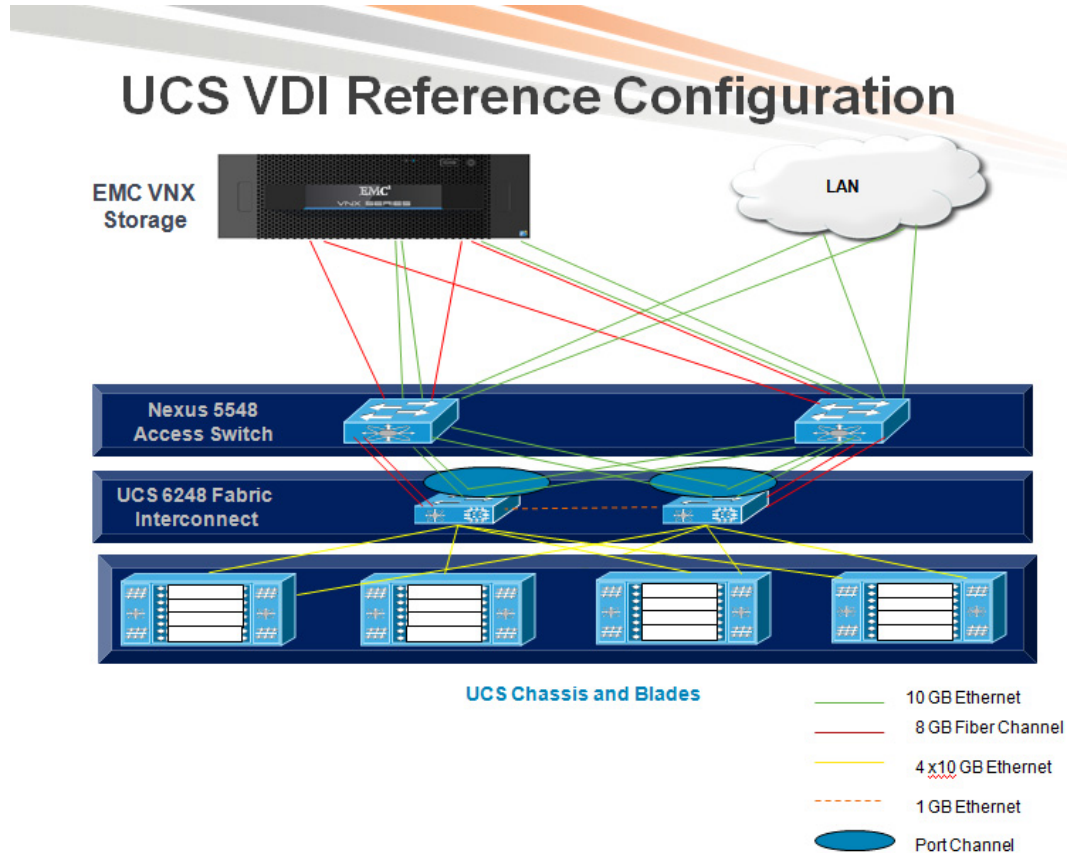 UCS VDI Reference Configuration
EMC VNX
Storage
EMC²
VNX SERIES
LAN
Nexus 5548
Access Switch
UCS 6248 Fabric
Interconnect
UCS Chassis and Blades
10 GB Ethernet
8 GB Fiber Channel
4 x10 GB Ethernet
1 GB Ethernet
Port Channel